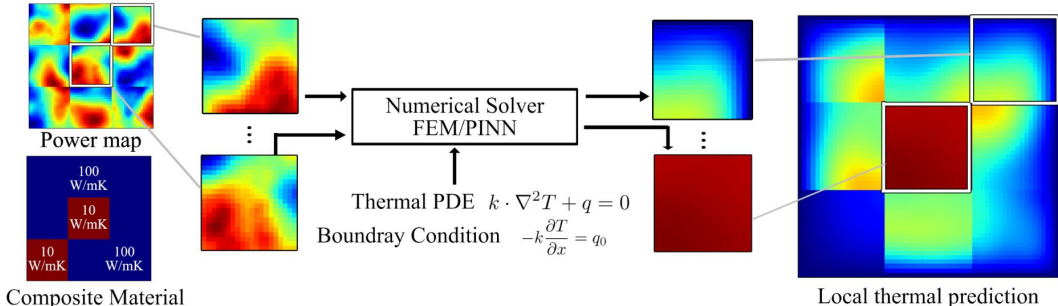 Power map
100
W/mK
10
W/mK
10
W/mK
100
W/mK
Composite Material
⋮
Numerical Solver
FEM/PINN
Thermal PDE $k \cdot \nabla^2 T + q = 0$
Boundray Condition $-k\frac{\partial T}{\partial x} = q_0$
⋮
Local thermal prediction